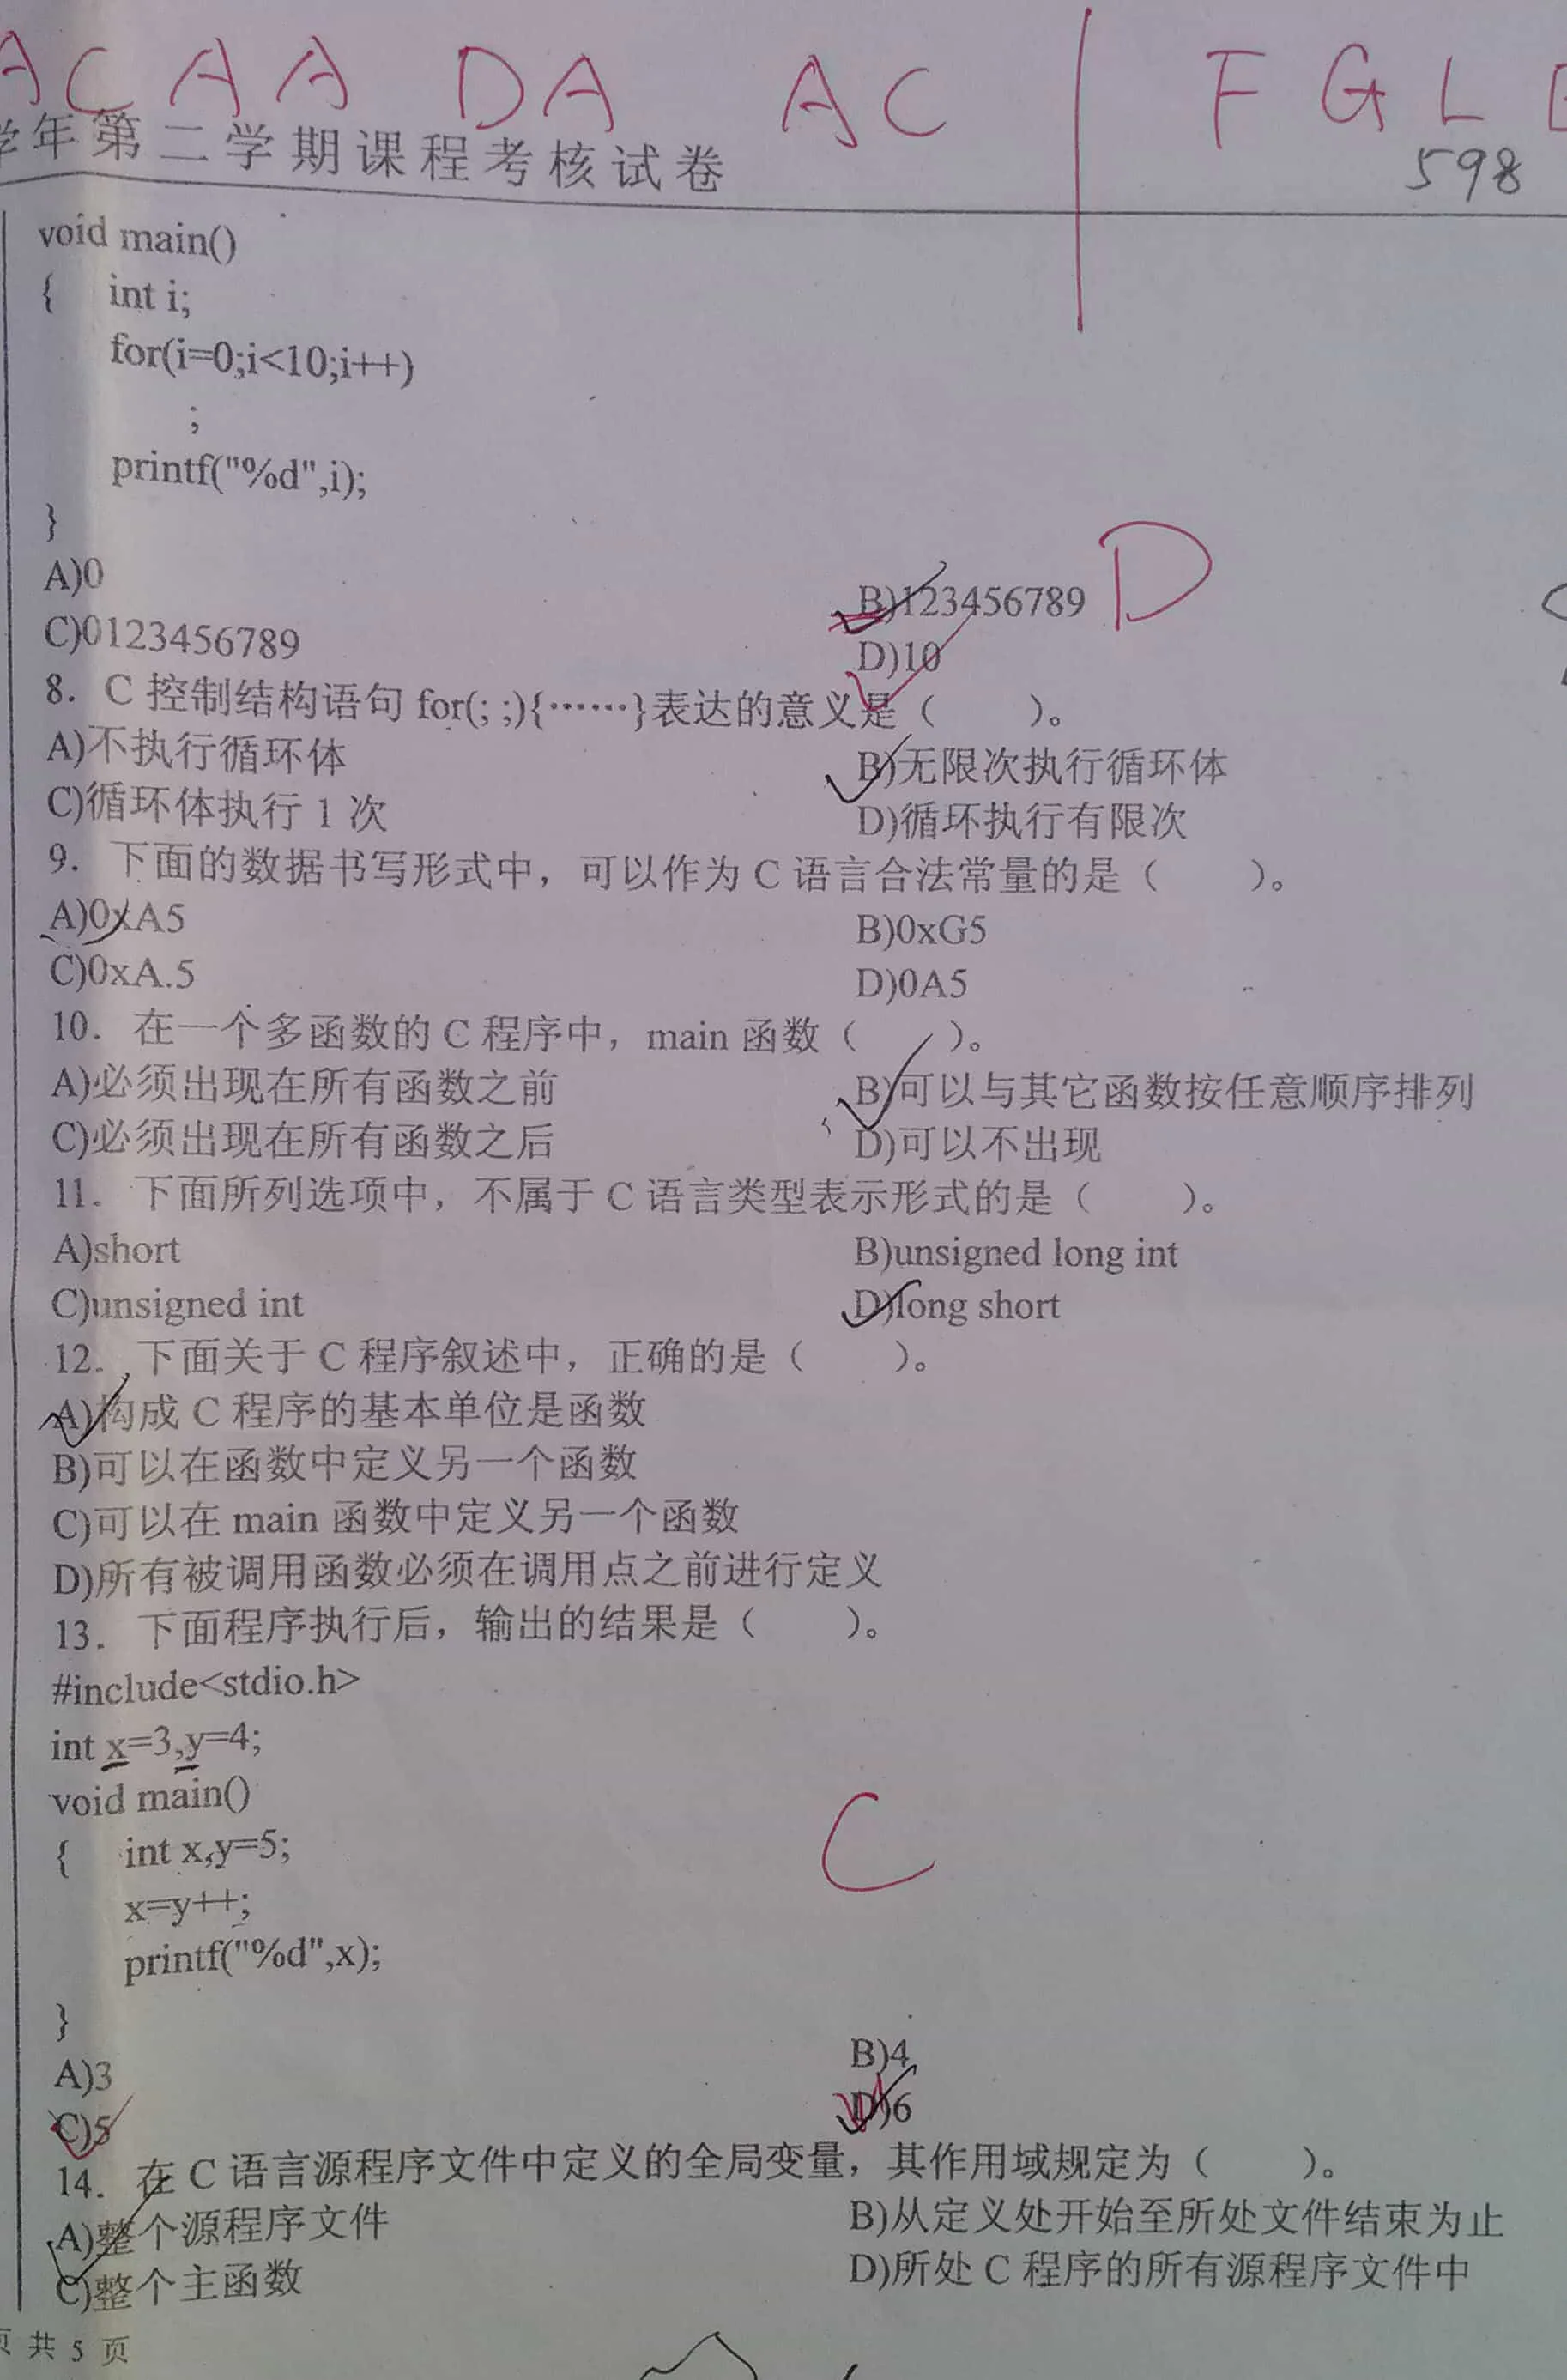 A C A A D A A C F G L
学年第二学期课程考核试卷
598
void main()
{ int i;
for(i=0;i<10;i++)
;
printf("%d",i);
}
A)0
B)123456789 D
C)0123456789
D)10
8. C 控制结构语句 for(; ;){······}表达的意义是（ ）。
A)不执行循环体
B)无限次执行循环体
C)循环体执行 1 次
D)循环执行有限次
9. 下面的数据书写形式中，可以作为 C 语言合法常量的是（ ）。
A)0xA5
B)0xG5
C)0xA.5
D)0A5
10. 在一个多函数的 C 程序中，main 函数（ ）。
A)必须出现在所有函数之前
B)可以与其它函数按任意顺序排列
C)必须出现在所有函数之后
D)可以不出现
11. 下面所列选项中，不属于 C 语言类型表示形式的是（ ）。
A)short
B)unsigned long int
C)unsigned int
D)long short
12. 下面关于 C 程序叙述中，正确的是（ ）。
A)构成 C 程序的基本单位是函数
B)可以在函数中定义另一个函数
C)可以在 main 函数中定义另一个函数
D)所有被调用函数必须在调用点之前进行定义
13. 下面程序执行后，输出的结果是（ ）。
#include<stdio.h>
int x=3,y=4;
void main()
{ int x,y=5;
C
x=y++;
printf("%d",x);
}
A)3
B)4
C)5
D)6
14. 在 C 语言源程序文件中定义的全局变量，其作用域规定为（ ）。
A)整个源程序文件
B)从定义处开始至所处文件结束为止
C)整个主函数
D)所处 C 程序的所有源程序文件中
页 共 5 页